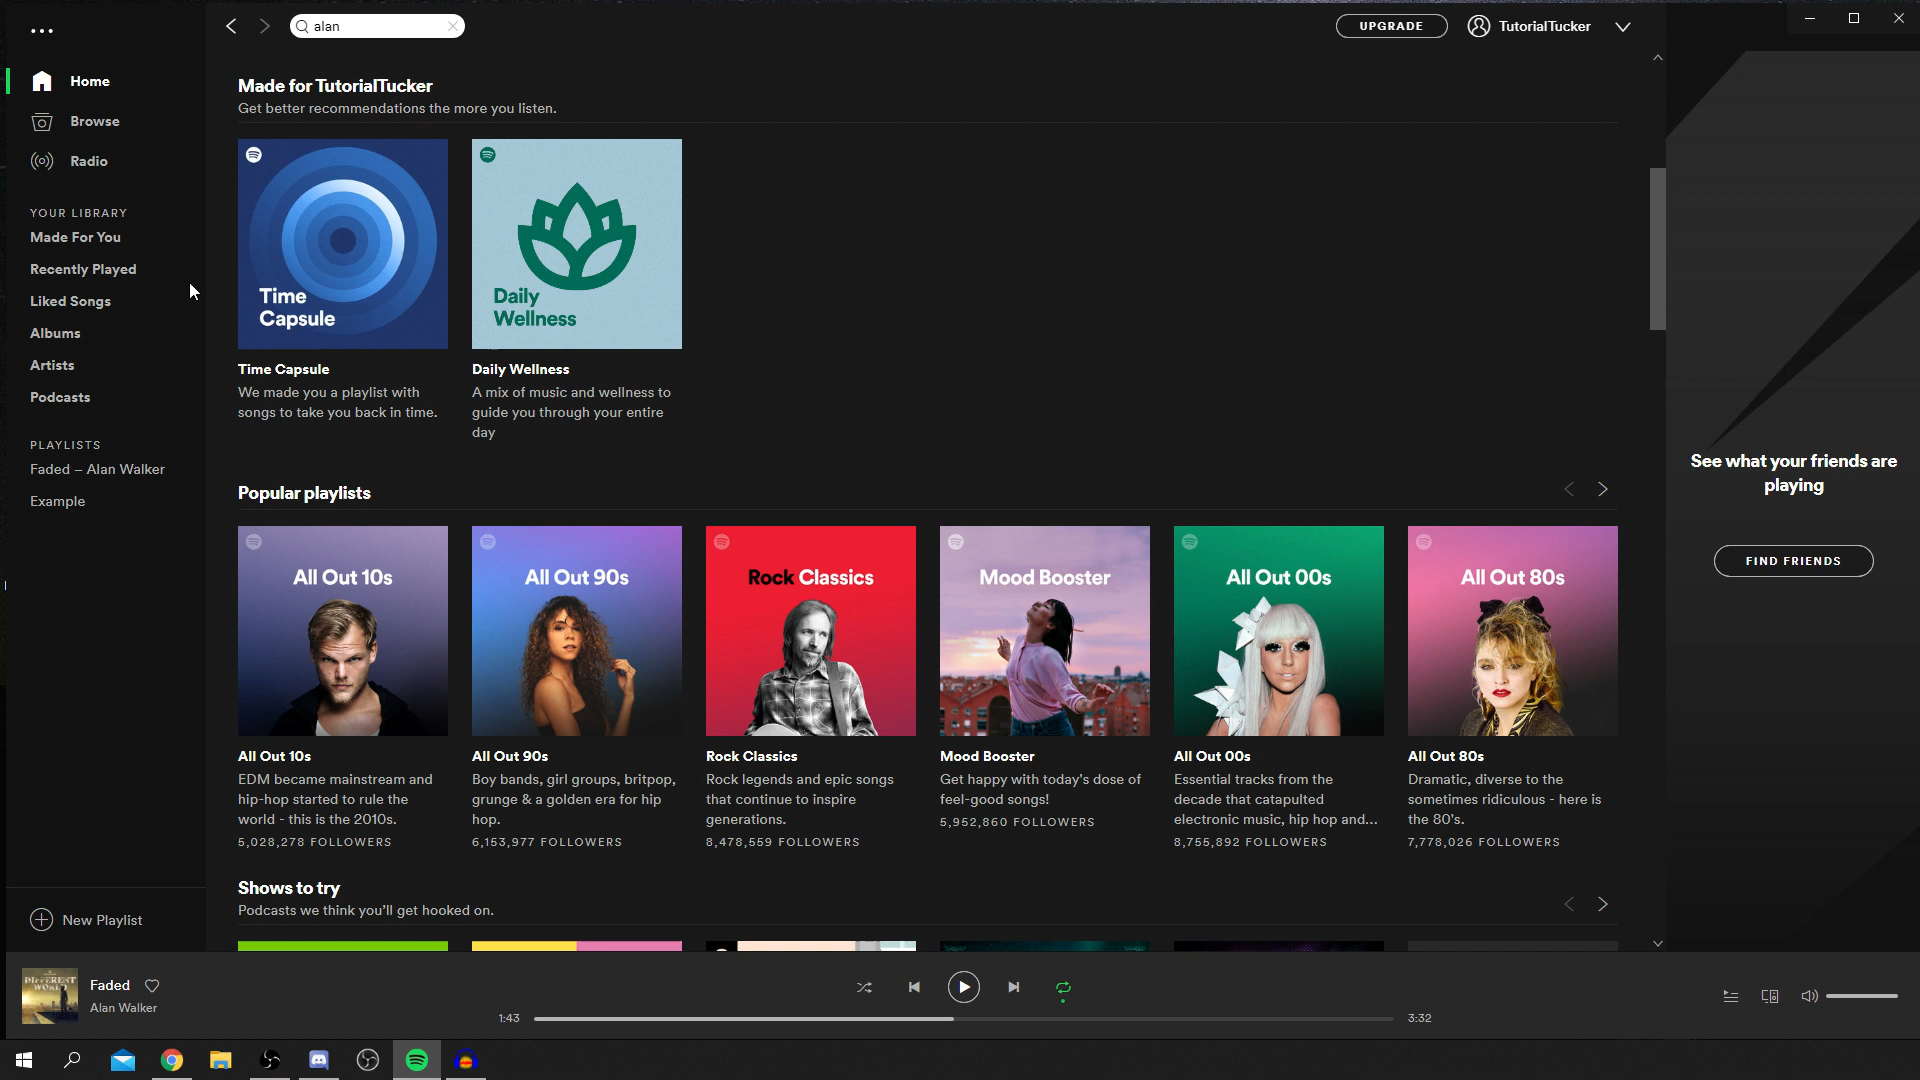 alan
UPGRADE
TutorialTucker
Home
Browse
Radio
YOUR LIBRARY
Made For You
Recently Played
Liked Songs
Albums
Artists
Podcasts
PLAYLISTS
Faded – Alan Walker
Example
New Playlist
Made for TutorialTucker
Get better recommendations the more you listen.
Time
Capsule
Daily
Wellness
Time Capsule
We made you a playlist with
songs to take you back in time.
Daily Wellness
A mix of music and wellness to
guide you through your entire
day
Popular playlists
All Out 10s
All Out 90s
Rock Classics
Mood Booster
All Out 00s
All Out 80s
All Out 10s
EDM became mainstream and
hip-hop started to rule the
world - this is the 2010s.
5,028,278 FOLLOWERS
All Out 90s
Boy bands, girl groups, britpop,
grunge & a golden era for hip
hop.
6,153,977 FOLLOWERS
Rock Classics
Rock legends and epic songs
that continue to inspire
generations.
8,478,559 FOLLOWERS
Mood Booster
Get happy with today's dose of
feel-good songs!
5,952,860 FOLLOWERS
All Out 00s
Essential tracks from the
decade that catapulted
electronic music, hip hop and...
8,755,892 FOLLOWERS
All Out 80s
Dramatic, diverse to the
sometimes ridiculous - here is
the 80's.
7,778,026 FOLLOWERS
Shows to try
Podcasts we think you'll get hooked on.
See what your friends are
playing
FIND FRIENDS
DIFFERENT
WORLD
Faded
Alan Walker
1:43
3:32